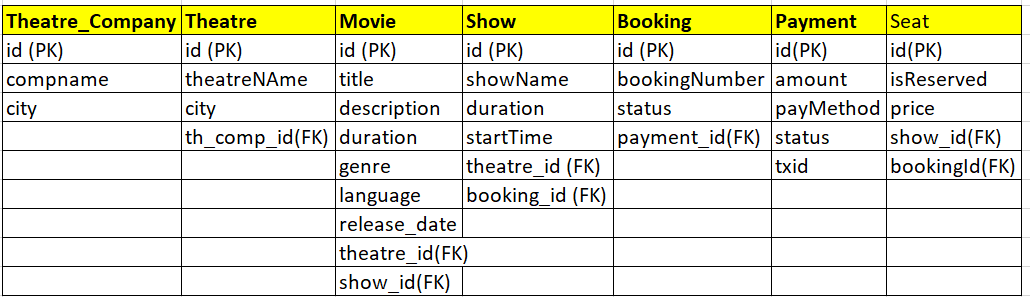 Theatre_Company Theatre Movie Show Booking Payment Seat
id (PK) id (PK) id (PK) id (PK) id (PK) id(PK) id(PK)
compname theatreNAme title showName bookingNumber amount isReserved
city city description duration status payMethod price
th_comp_id(FK) duration startTime payment_id(FK) status show_id(FK)
genre theatre_id (FK) txid bookingId(FK)
language booking_id (FK)
release_date
theatre_id(FK)
show_id(FK)